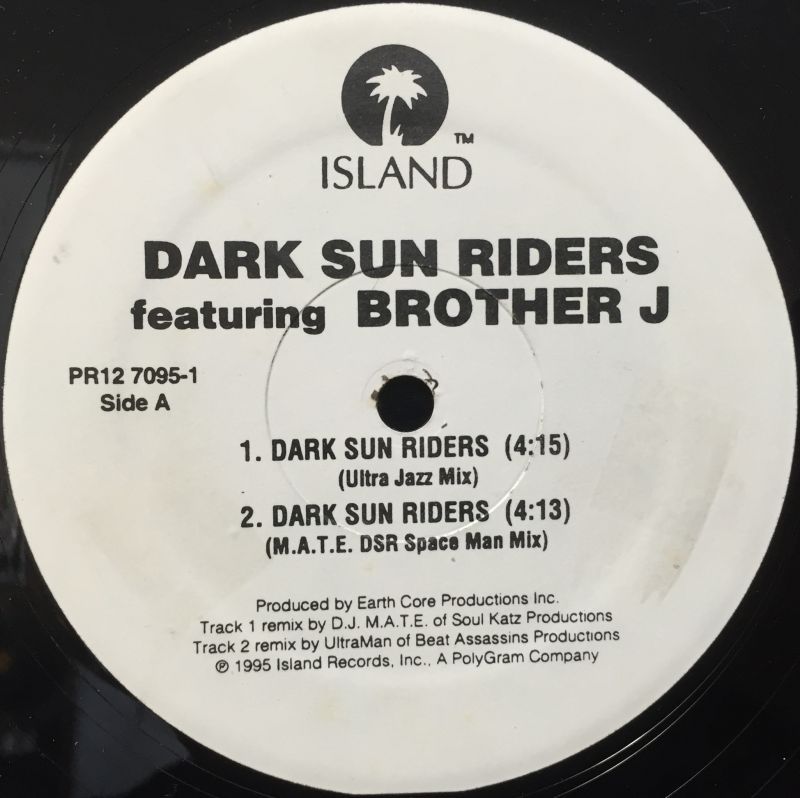 TM
ISLAND
DARK SUN RIDERS
featuring BROTHER J
PR12 7095-1
Side A
1. DARK SUN RIDERS (4:15)
(Ultra Jazz Mix)
2. DARK SUN RIDERS (4:13)
(M.A.T.E. DSR Space Man Mix)
Produced by Earth Core Productions Inc.
Track 1 remix by D.J. M.A.T.E. of Soul Katz Productions
Track 2 remix by UltraMan of Beat Assassins Productions
℗ 1995 Island Records, Inc., A PolyGram Company